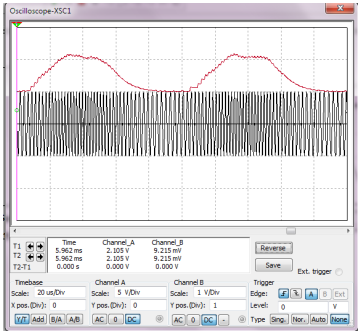 Oscilloscope-XSC1
Time Channel_A Channel_B
T1 5.962 ms 2.105 V 9.215 mV
T2 5.962 ms 2.105 V 9.215 mV
T2-T1 0.000 s 0.000 V 0.000 V
Reverse
Save
Ext. trigger
Timebase
Scale: 20 us/Div
X pos.(Div): 0
Y/T Add B/A A/B
Channel A
Scale: 5 V/Div
Y pos.(Div): 0
AC 0 DC
Channel B
Scale: 1 V/Div
Y pos.(Div): 1
AC 0 DC -
Trigger
Edge: A B Ext
Level: 0 V
Type Sing. Nor. Auto None